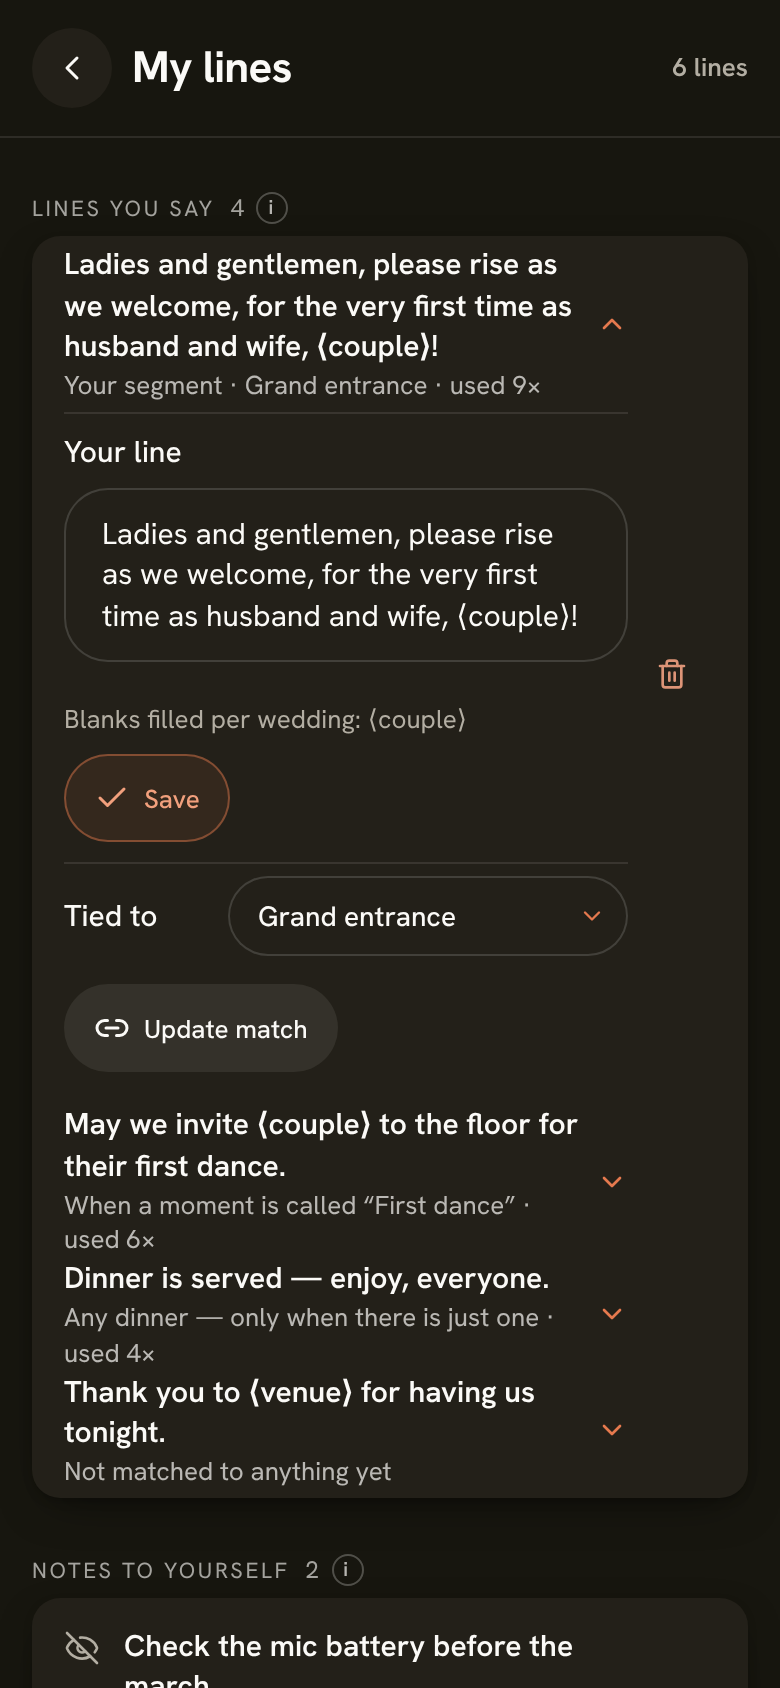 My lines
6 lines
LINES YOU SAY 4 i
Ladies and gentlemen, please rise as
we welcome, for the very first time as
husband and wife, ⟨couple⟩!
Your segment · Grand entrance · used 9×
Your line
Ladies and gentlemen, please rise
as we welcome, for the very first
time as husband and wife, ⟨couple⟩!
Blanks filled per wedding: ⟨couple⟩
Save
Tied to
Grand entrance
Update match
May we invite ⟨couple⟩ to the floor for
their first dance.
When a moment is called “First dance” ·
used 6×
Dinner is served — enjoy, everyone.
Any dinner — only when there is just one ·
used 4×
Thank you to ⟨venue⟩ for having us
tonight.
Not matched to anything yet
NOTES TO YOURSELF 2 i
Check the mic battery before the
march